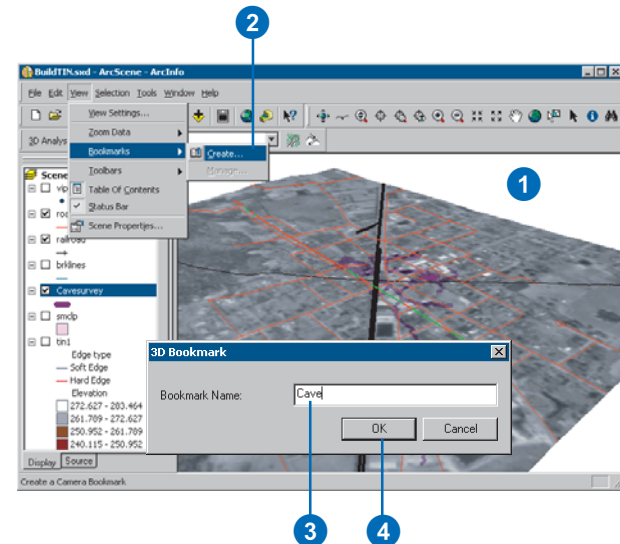 2
BuildTIN.sxd - ArcScene - ArcInfo
File Edit View Selection Tools Window Help
View Settings...
3D Analys
Zoom Data
Bookmarks
Create...
Manage...
Toolbars
Table Of Contents
Status Bar
Scene Properties...
1
Scene
vip
railroad
brklines
Cavesurvey
smclp
tin1
Edge type
Soft Edge
Hard Edge
Elevation
272.627 - 283.464
261.789 - 272.627
250.952 - 261.789
240.115 - 250.952
3D Bookmark
Bookmark Name:
Cave
OK
Cancel
Display Source
Create a Camera Bookmark
3
4